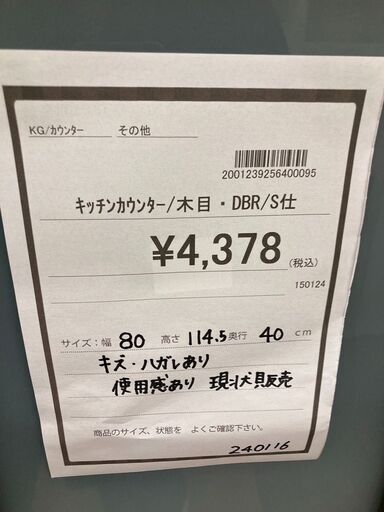 KG/ｶｳﾝﾀｰ その他
2001239256400095
ｷｯﾁﾝｶｳﾝﾀｰ/木目・DBR/S仕
¥4,378(税込)
150124
サイズ：幅 80 高さ 114.5 奥行 40 cm
キズ・ハガレあり
使用感あり 現状販売
商品のサイズ、状態を よくご確認下さい。
240116